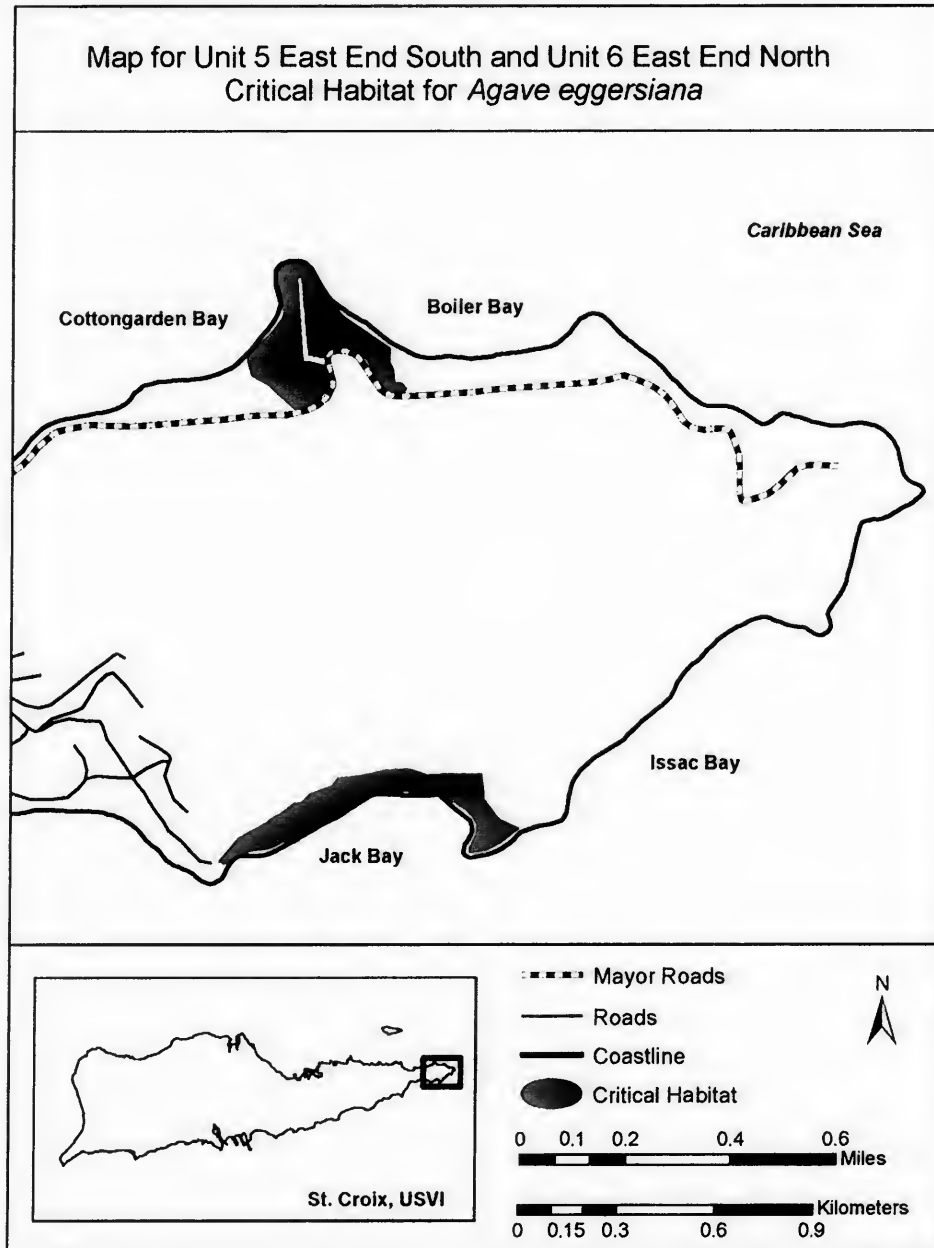 Map for Unit 5 East End South and Unit 6 East End North
Critical Habitat for Agave eggersiana
Caribbean Sea
Cottongarden Bay
Boiler Bay
Issac Bay
Jack Bay
St. Croix, USVI
Mayor Roads
Roads
Coastline
Critical Habitat
N
0 0.1 0.2 0.4 0.6
Miles
Kilometers
0 0.15 0.3 0.6 0.9